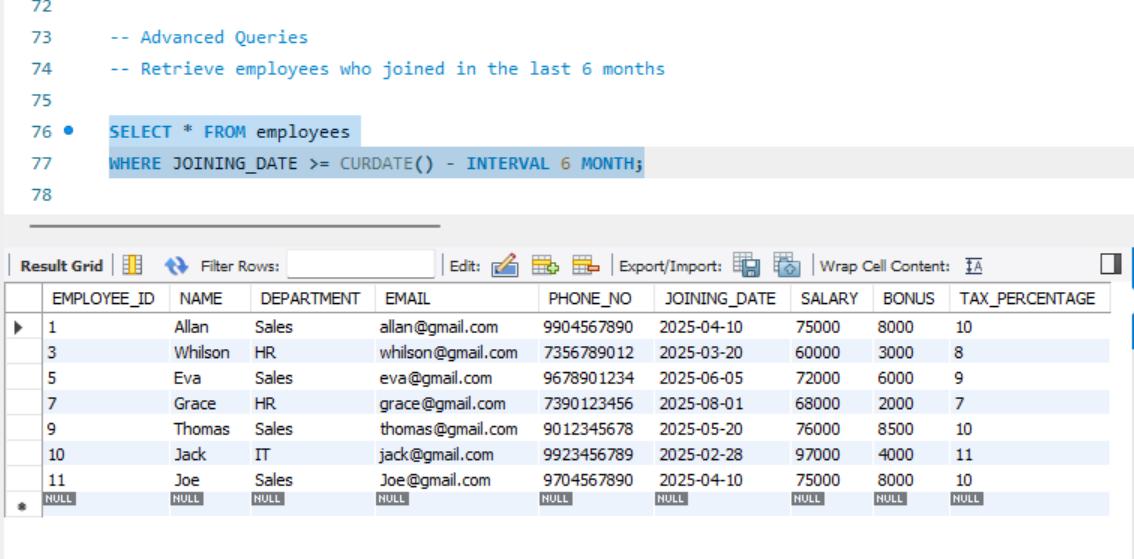 72
73 -- Advanced Queries
74 -- Retrieve employees who joined in the last 6 months
75
76 SELECT * FROM employees
77 WHERE JOINING_DATE >= CURDATE() - INTERVAL 6 MONTH;
78
Result Grid Filter Rows: Edit: Export/Import: Wrap Cell Content: IA
EMPLOYEE_ID NAME DEPARTMENT EMAIL PHONE_NO JOINING_DATE SALARY BONUS TAX_PERCENTAGE
1 Allan Sales allan@gmail.com 9904567890 2025-04-10 75000 8000 10
3 Whilson HR whilson@gmail.com 7356789012 2025-03-20 60000 3000 8
5 Eva Sales eva@gmail.com 9678901234 2025-06-05 72000 6000 9
7 Grace HR grace@gmail.com 7390123456 2025-08-01 68000 2000 7
9 Thomas Sales thomas@gmail.com 9012345678 2025-05-20 76000 8500 10
10 Jack IT jack@gmail.com 9923456789 2025-02-28 97000 4000 11
11 Joe Sales Joe@gmail.com 9704567890 2025-04-10 75000 8000 10
NULL NULL NULL NULL NULL NULL NULL NULL NULL